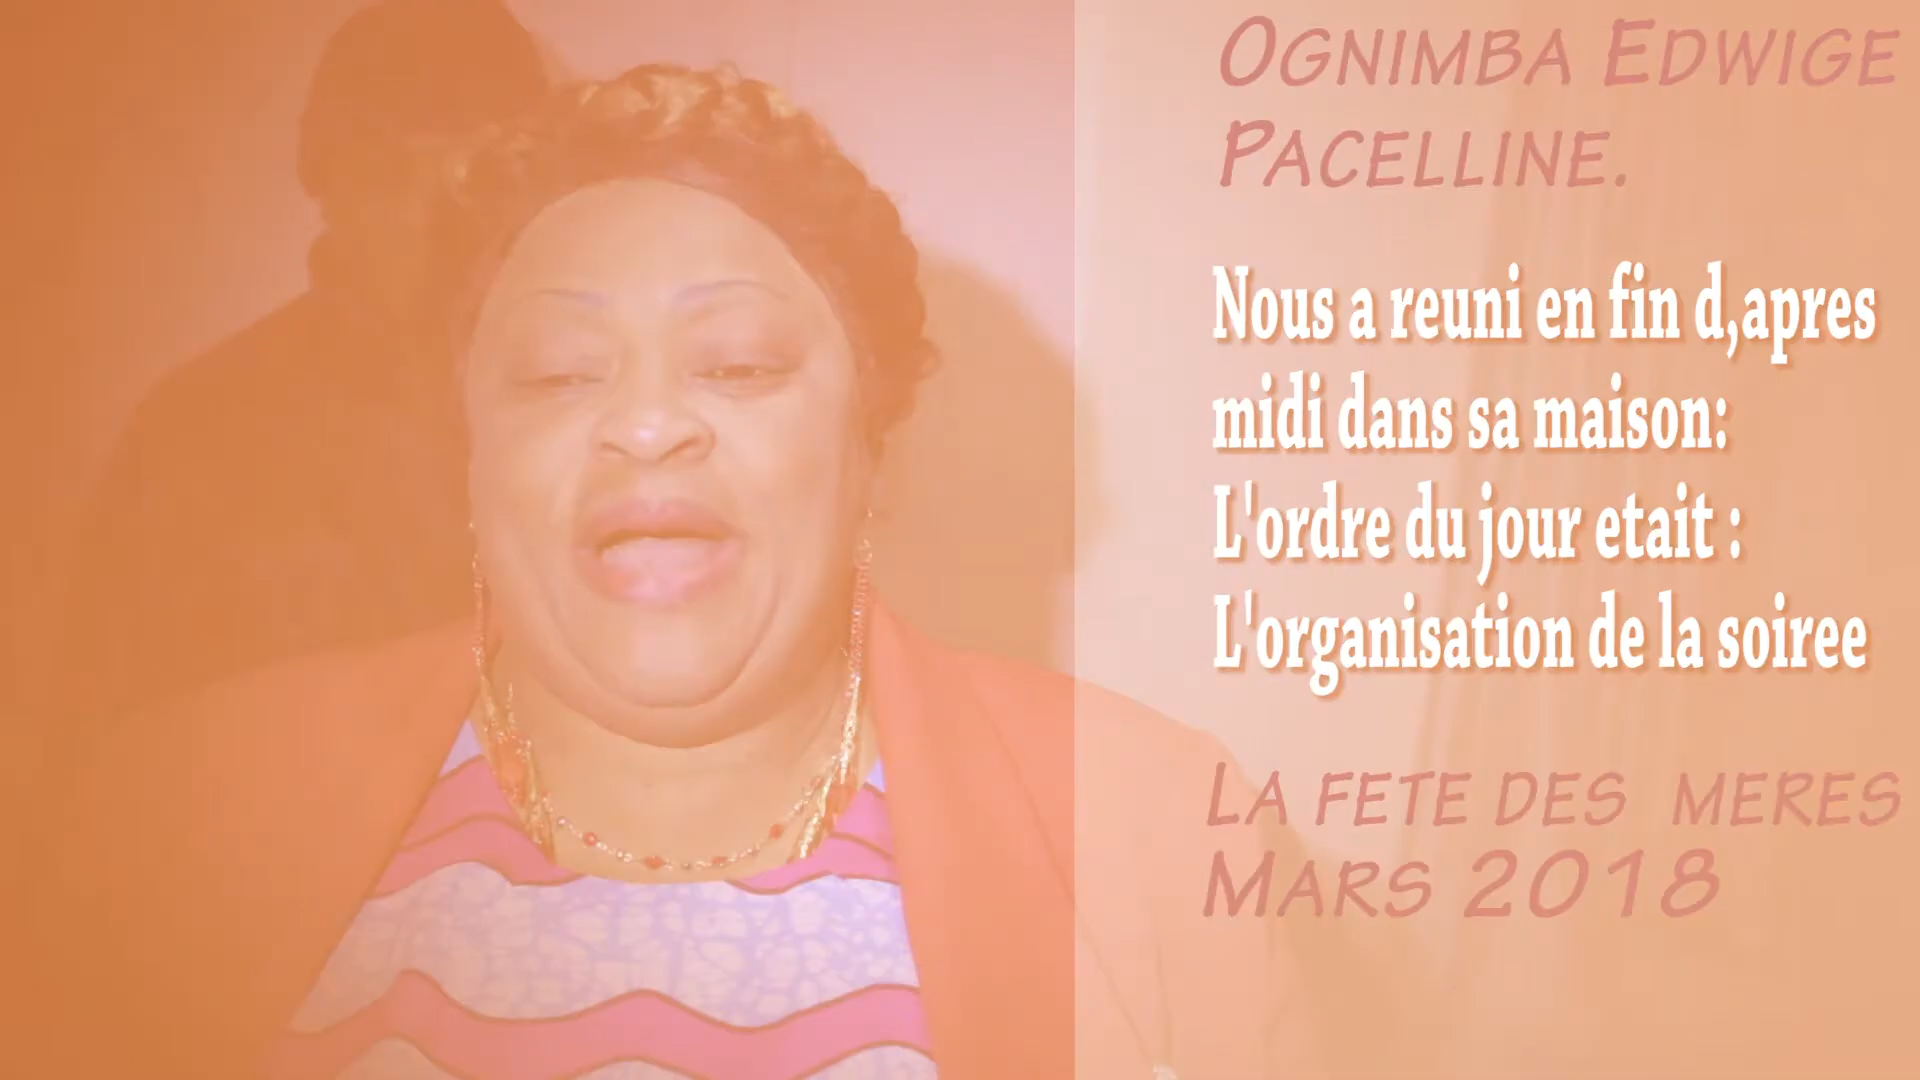 Ognimba Edwige
Pacelline.
Nous a reuni en fin d,apres
midi dans sa maison:
L'ordre du jour etait :
L'organisation de la soiree
La fete des meres
Mars 2018